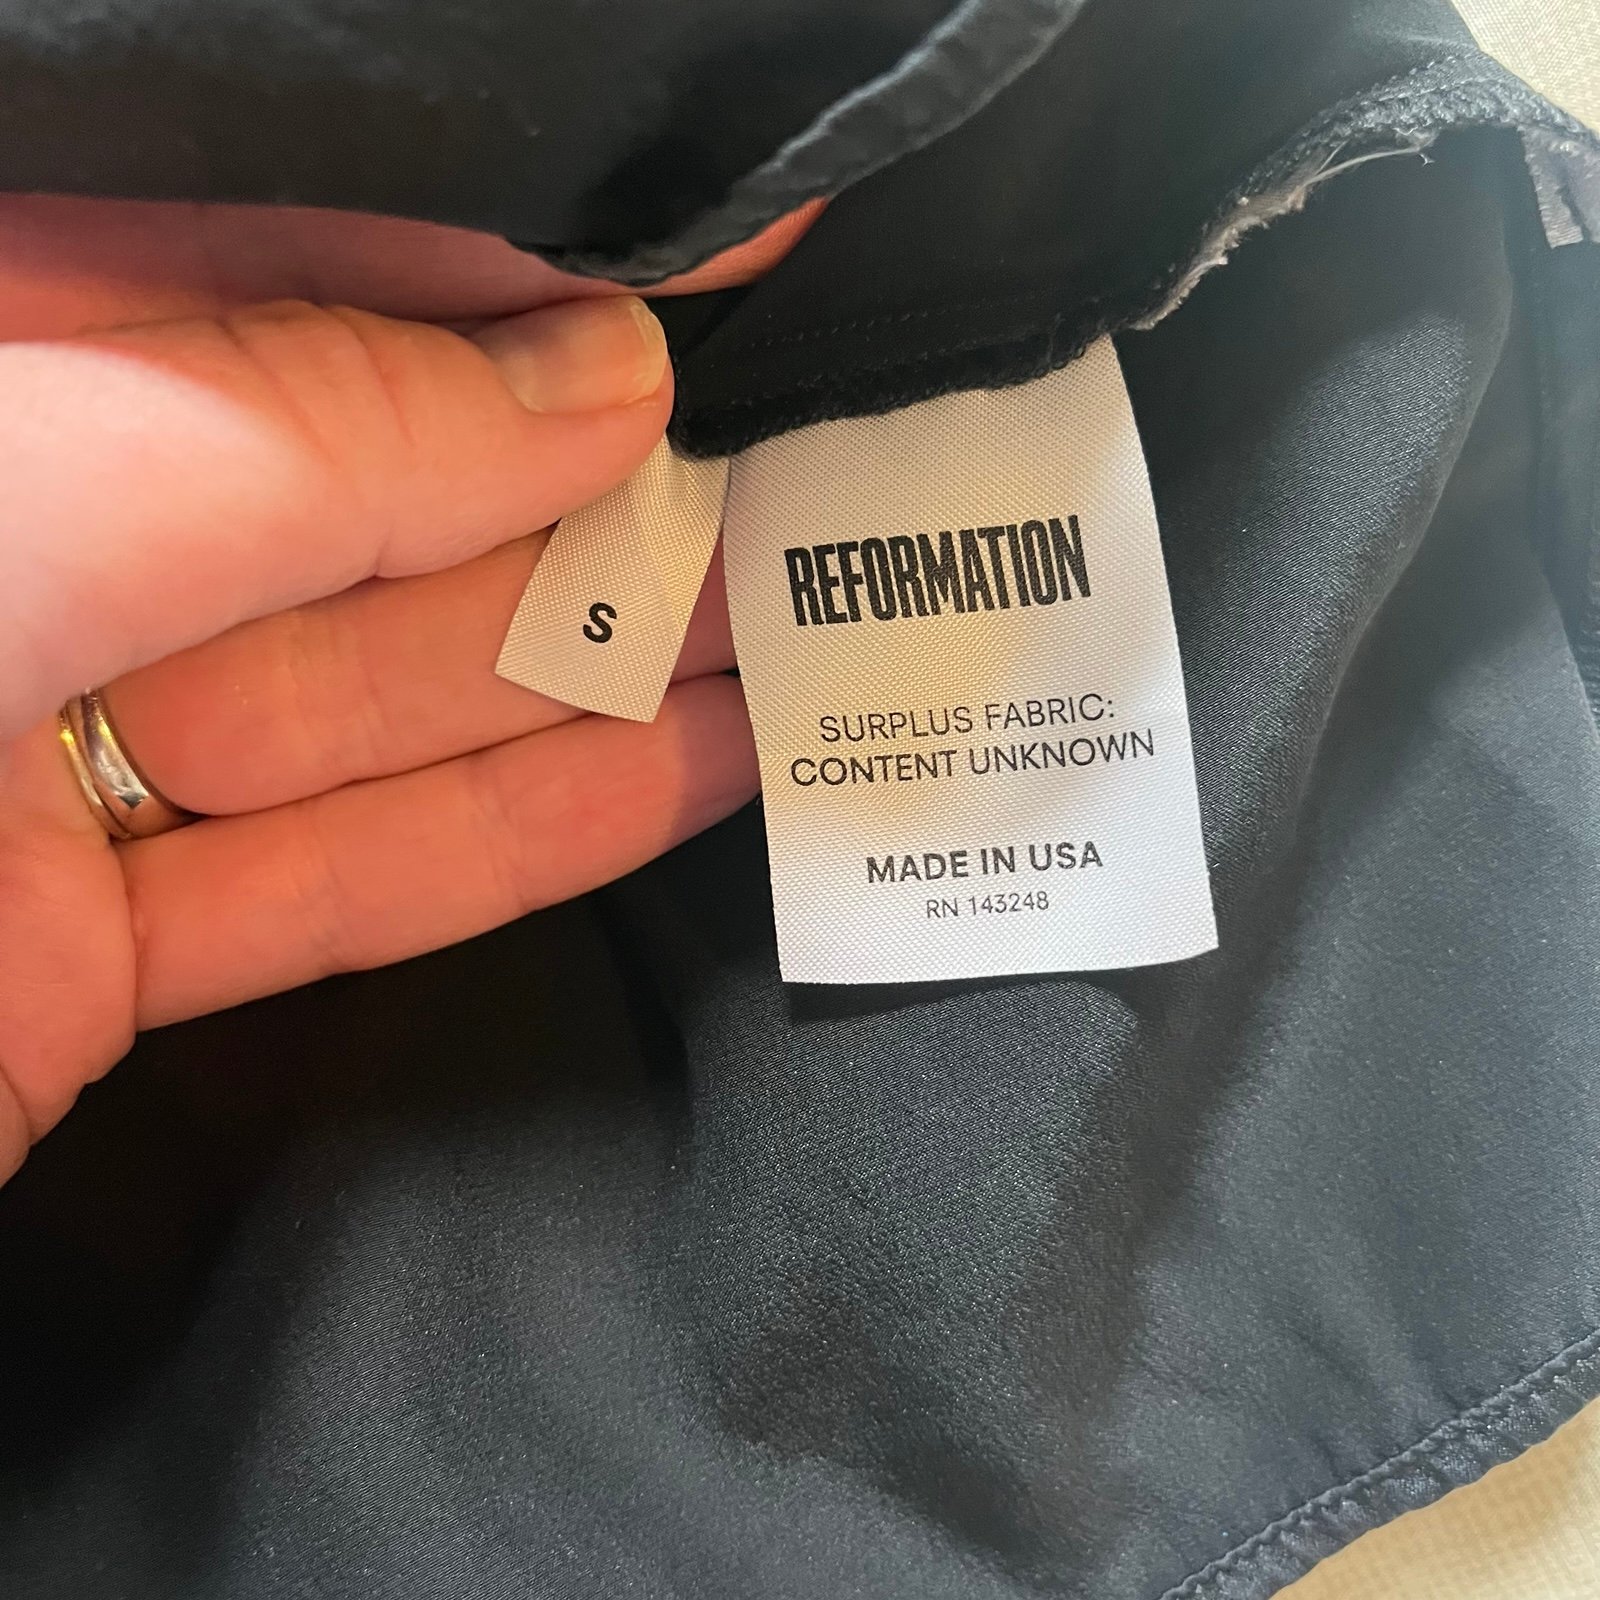 S
REFORMATION
SURPLUS FABRIC:
CONTENT UNKNOWN
MADE IN USA
RN 143248